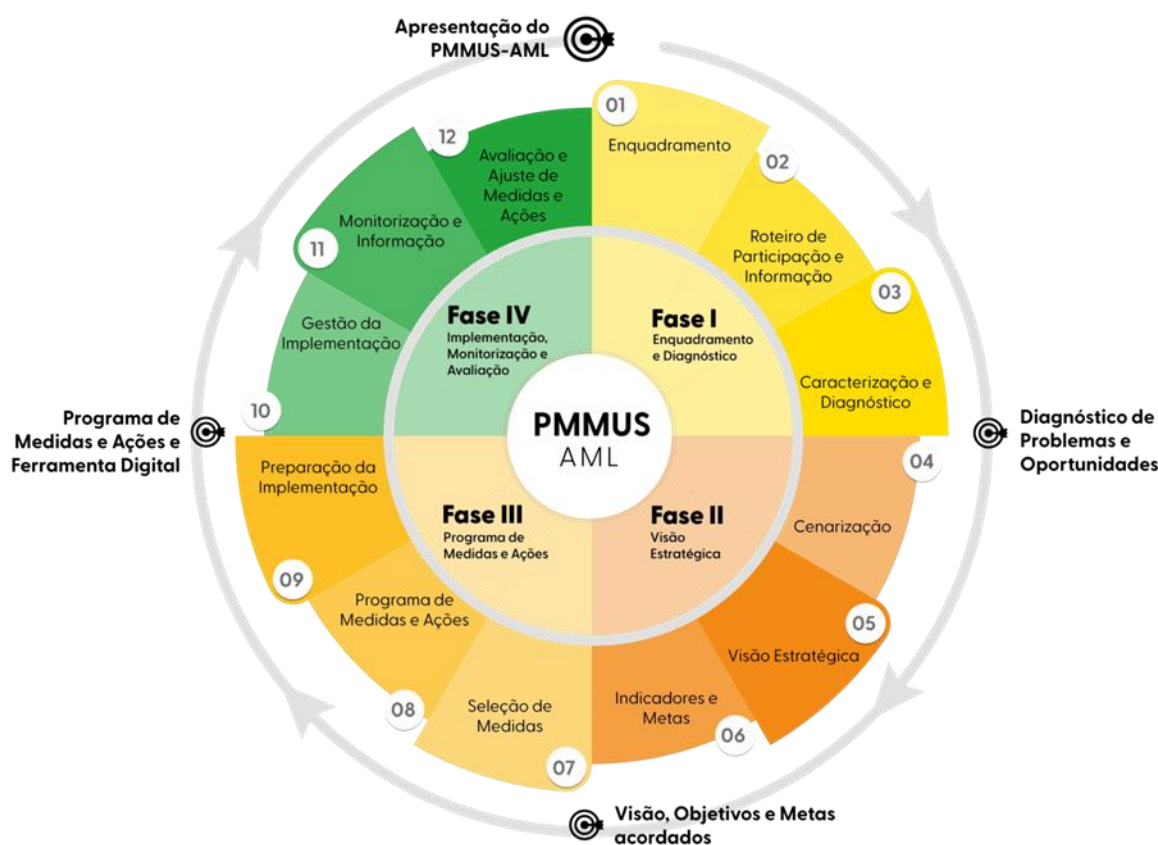 Apresentação do
PMMUS-AML
01
Enquadramento
02
Roteiro de
Participação e
Informação
03
Caracterização e
Diagnóstico
Diagnóstico de
Problemas e
Oportunidades
04
Cenarização
05
Visão Estratégica
06
Indicadores e
Metas
Visão, Objetivos e Metas
acordados
07
Seleção de
Medidas
08
Programa de
Medidas e Ações
09
Preparação da
Implementação
Programa de
Medidas e Ações e
Ferramenta Digital
10
Gestão da
Implementação
11
Monitorização e
Informação
12
Avaliação e
Ajuste de
Medidas e
Ações
Fase I
Enquadramento
e Diagnóstico
Fase II
Visão
Estratégica
Fase III
Programa de
Medidas e Ações
Fase IV
Implementação,
Monitorização e
Avaliação
PMMUS
AML